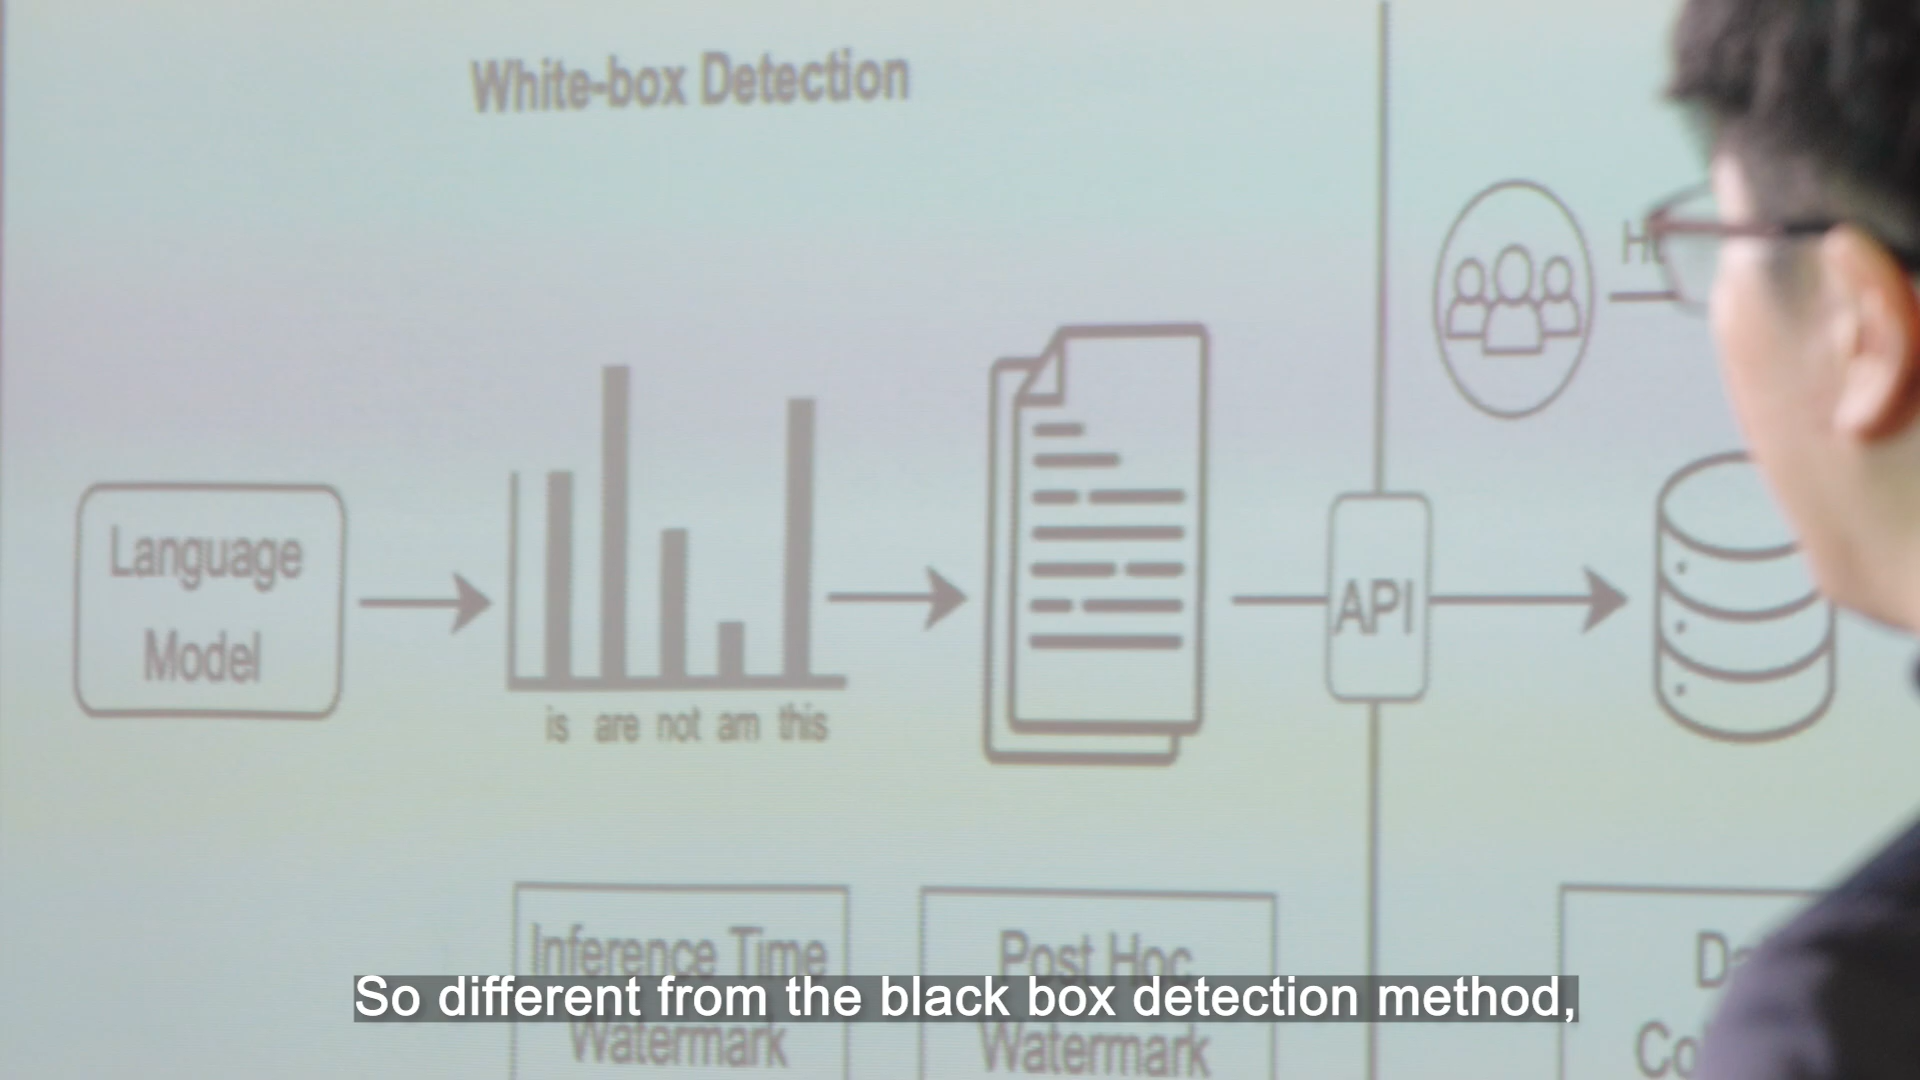 White-box Detection
Language
Model
is are not am this
API
Inference Time
Watermark
Post Hoc
Watermark
So different from the black box detection method,